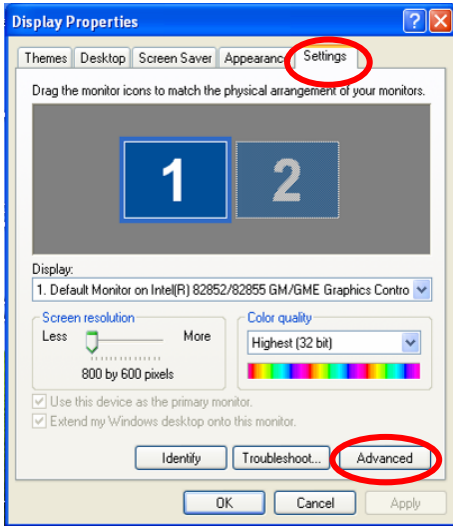 Display Properties
Themes Desktop Screen Saver Appearance Settings
Drag the monitor icons to match the physical arrangement of your monitors.
1 2
Display:
1. Default Monitor on Intel(R) 82852/82855 GM/GME Graphics Contro
Screen resolution
Less More
800 by 600 pixels
Color quality
Highest (32 bit)
Use this device as the primary monitor.
Extend my Windows desktop onto this monitor.
Identify Troubleshoot... Advanced
OK Cancel Apply